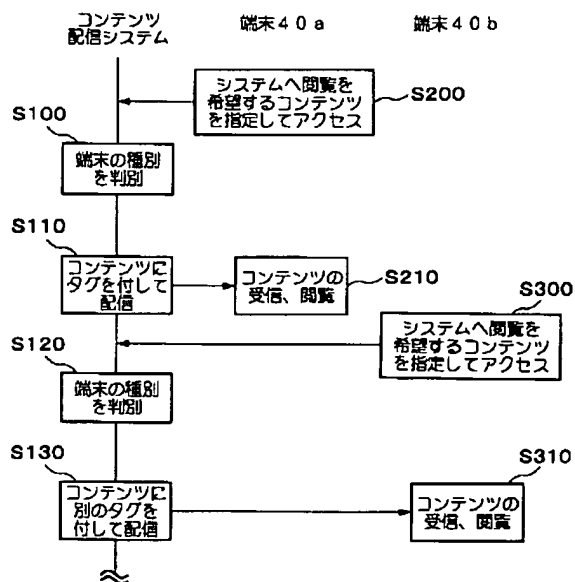 コンテンツ
配信システム
端末40a
端末40b
システムへ閲覧を
希望するコンテンツ
を指定してアクセス
S200
S100
端末の種別
を判別
S110
コンテンツに
タグを付して
配信
コンテンツの
受信、閲覧
S210
S300
システムへ閲覧を
希望するコンテンツ
を指定してアクセス
S120
端末の種別
を判別
S130
コンテンツに
別のタグを
付して配信
S310
コンテンツの
受信、閲覧